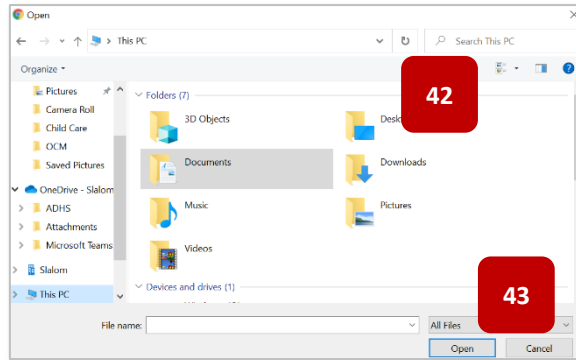 Open
This PC
Search This PC
Organize
42
Pictures
Camera Roll
Child Care
OCM
Saved Pictures
OneDrive - Slalom
ADHS
Attachments
Microsoft Teams
Slalom
This PC
Folders (7)
3D Objects
Documents
Downloads
Music
Pictures
Videos
Devices and drives (1)
43
File name:
All Files
Open
Cancel